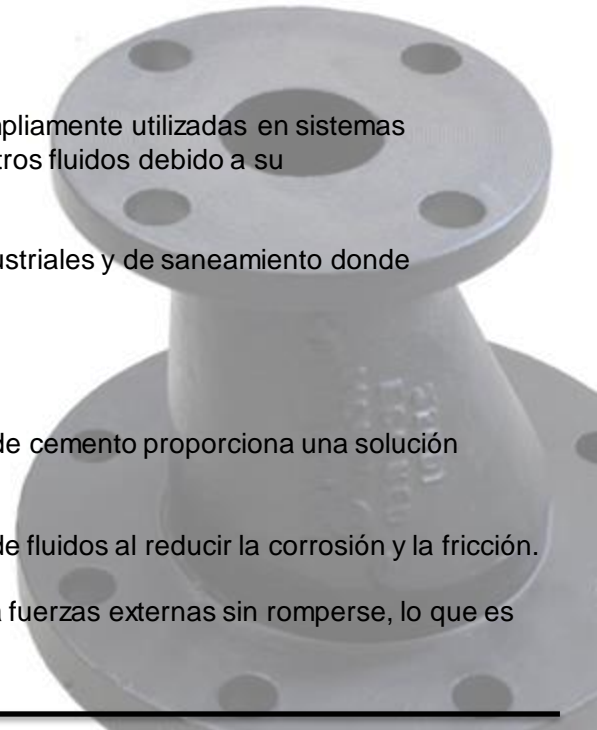 pliamente utilizadas en sistemas
tros fluidos debido a su
ustriales y de saneamiento donde
de cemento proporciona una solución
de fluidos al reducir la corrosión y la fricción.
a fuerzas externas sin romperse, lo que es